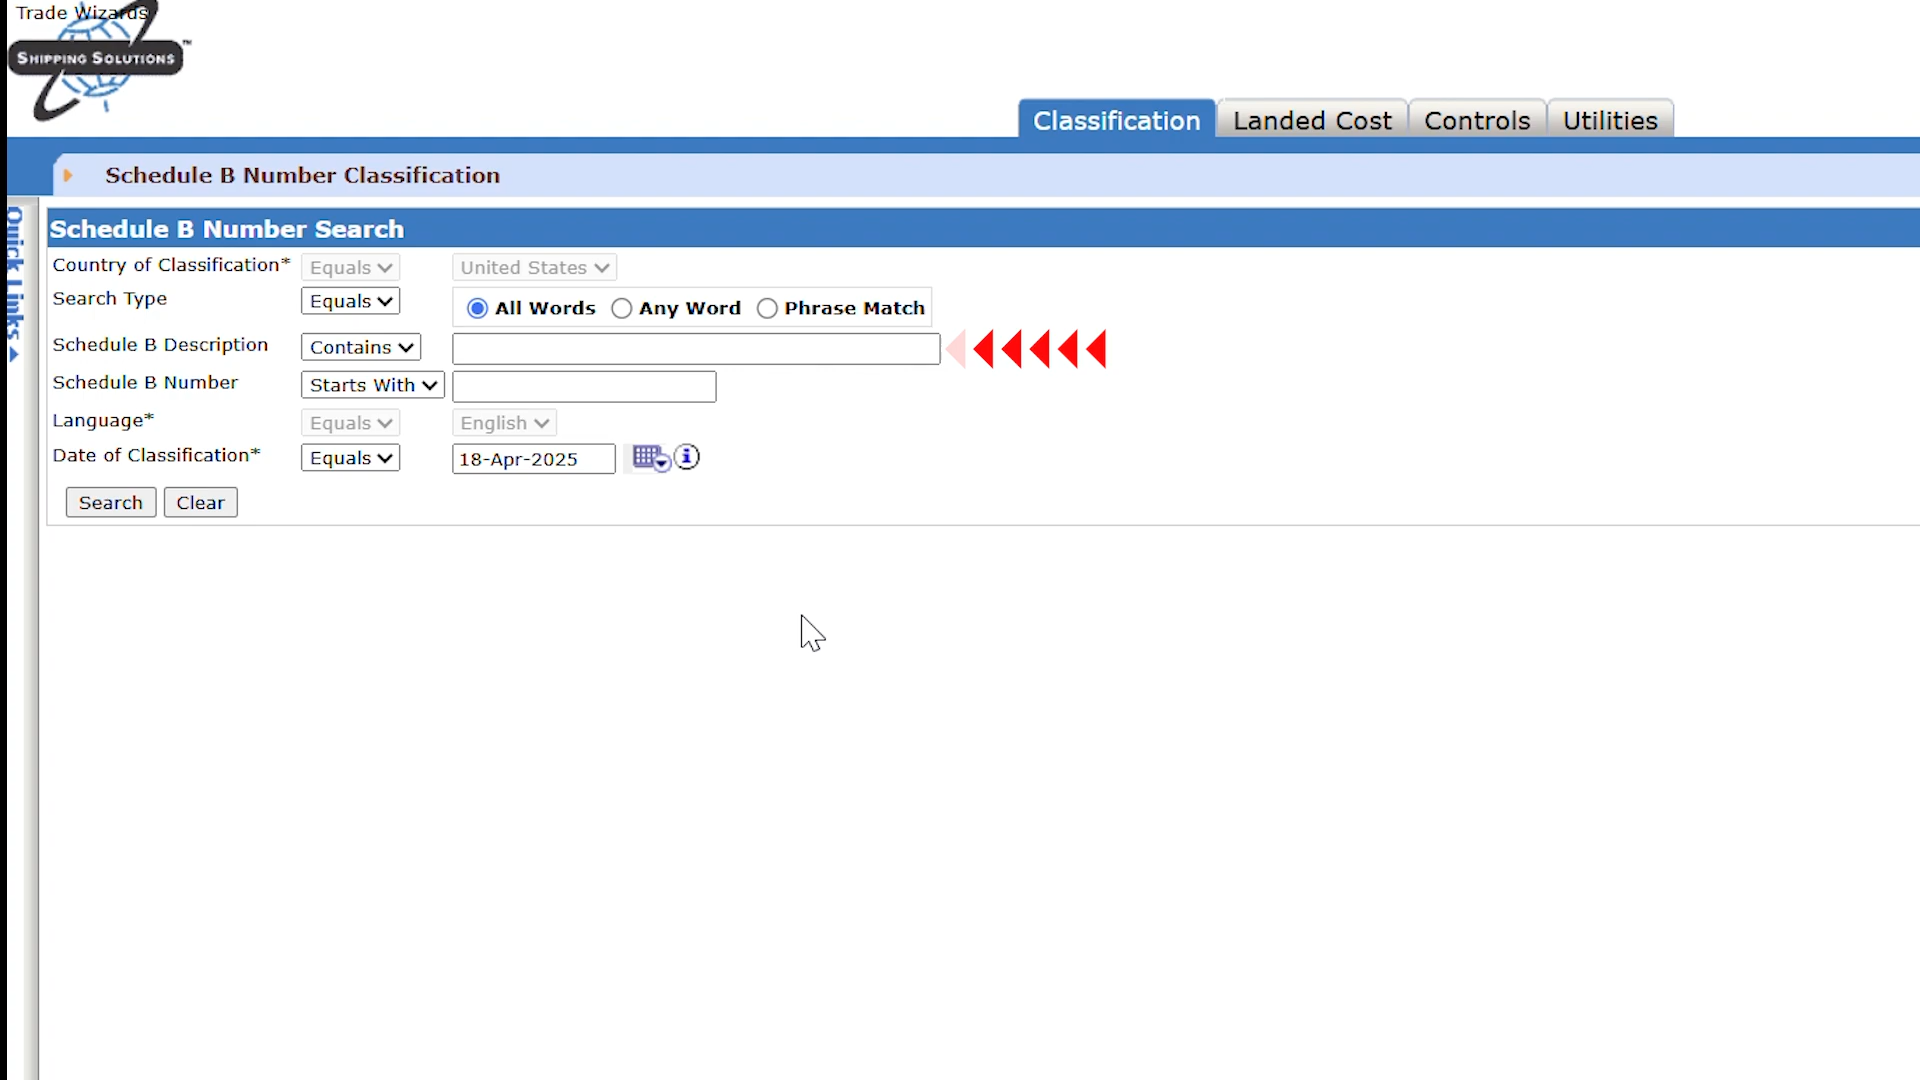 Trade Wizards
SHIPPING SOLUTIONS™
Classification Landed Cost Controls Utilities
Schedule B Number Classification
Quick Links
Schedule B Number Search
Country of Classification* Equals United States
Search Type Equals All Words Any Word Phrase Match
Schedule B Description Contains
Schedule B Number Starts With
Language* Equals English
Date of Classification* Equals 18-Apr-2025
Search Clear